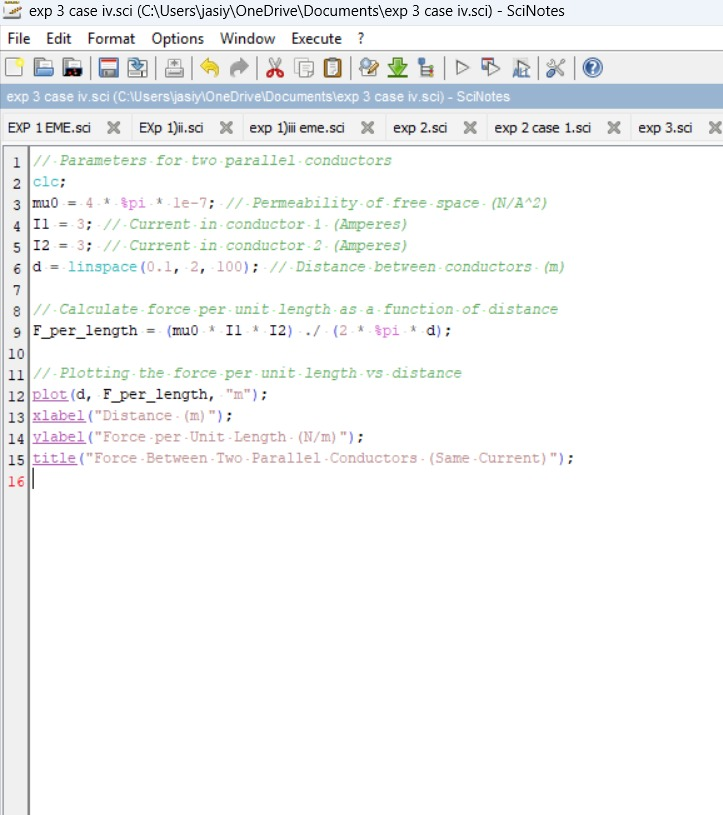 exp 3 case iv.sci (C:\Users\jasiy\OneDrive\Documents\exp 3 case iv.sci) - SciNotes
File Edit Format Options Window Execute ?
exp 3 case iv.sci (C:\Users\jasiy\OneDrive\Documents\exp 3 case iv.sci) - SciNotes
EXP 1 EME.sci EXp 1)ii.sci exp 1)iii eme.sci exp 2.sci exp 2 case 1.sci exp 3.sci
1 // Parameters for two parallel conductors
2 clc;
3 mu0 = 4 * %pi * 1e-7; // Permeability of free space (N/A^2)
4 I1 = 3; // Current in conductor 1 (Amperes)
5 I2 = 3; // Current in conductor 2 (Amperes)
6 d = linspace(0.1, 2, 100); // Distance between conductors (m)
7
8 // Calculate force per unit length as a function of distance
9 F_per_length = (mu0 * I1 * I2) ./ (2 * %pi * d);
10
11 // Plotting the force per unit length vs distance
12 plot(d, F_per_length, "m");
13 xlabel("Distance (m)");
14 ylabel("Force per Unit Length (N/m)");
15 title("Force Between Two Parallel Conductors (Same Current)");
16